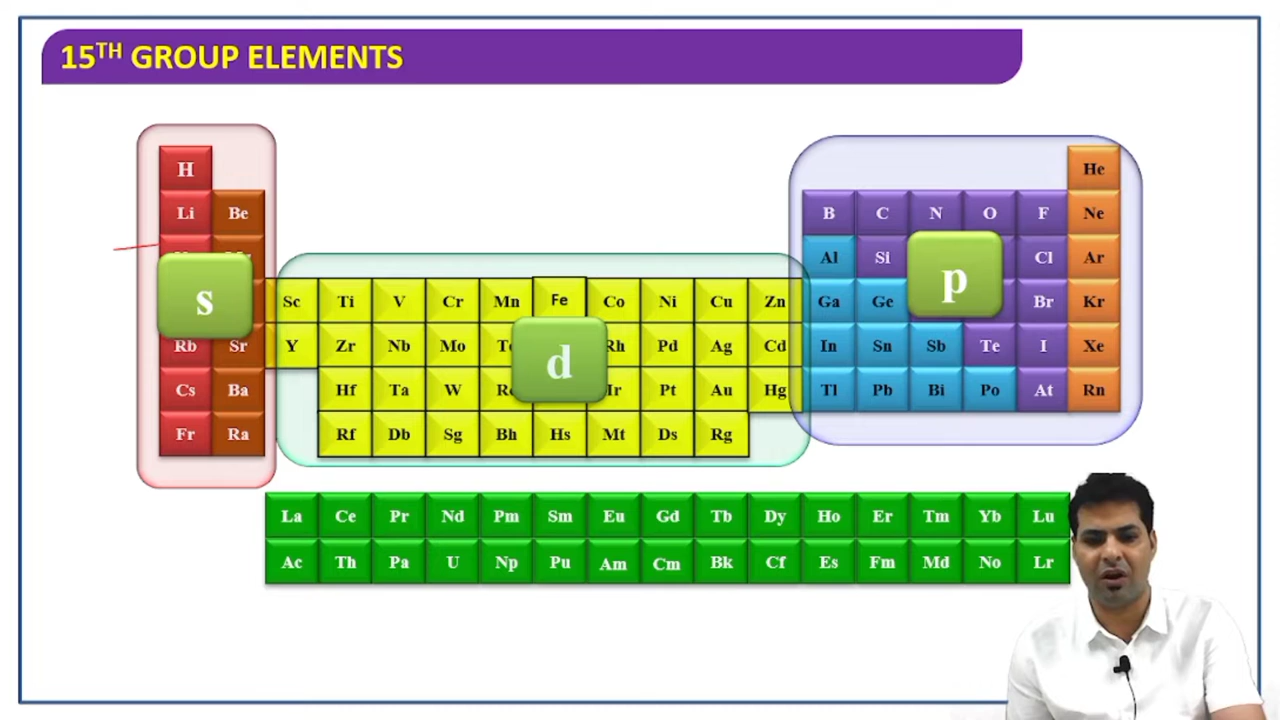 15TH GROUP ELEMENTS
H He
Li Be B C N O F Ne
Al Si Cl Ar
s p
Sc Ti V Cr Mn Fe Co Ni Cu Zn Ga Ge Br Kr
Rb Sr Y Zr Nb Mo Rh Pd Ag Cd In Sn Sb Te I Xe
d
Cs Ba Hf Ta W Ir Pt Au Hg Tl Pb Bi Po At Rn
Fr Ra Rf Db Sg Bh Hs Mt Ds Rg
La Ce Pr Nd Pm Sm Eu Gd Tb Dy Ho Er Tm Yb Lu
Ac Th Pa U Np Pu Am Cm Bk Cf Es Fm Md No Lr